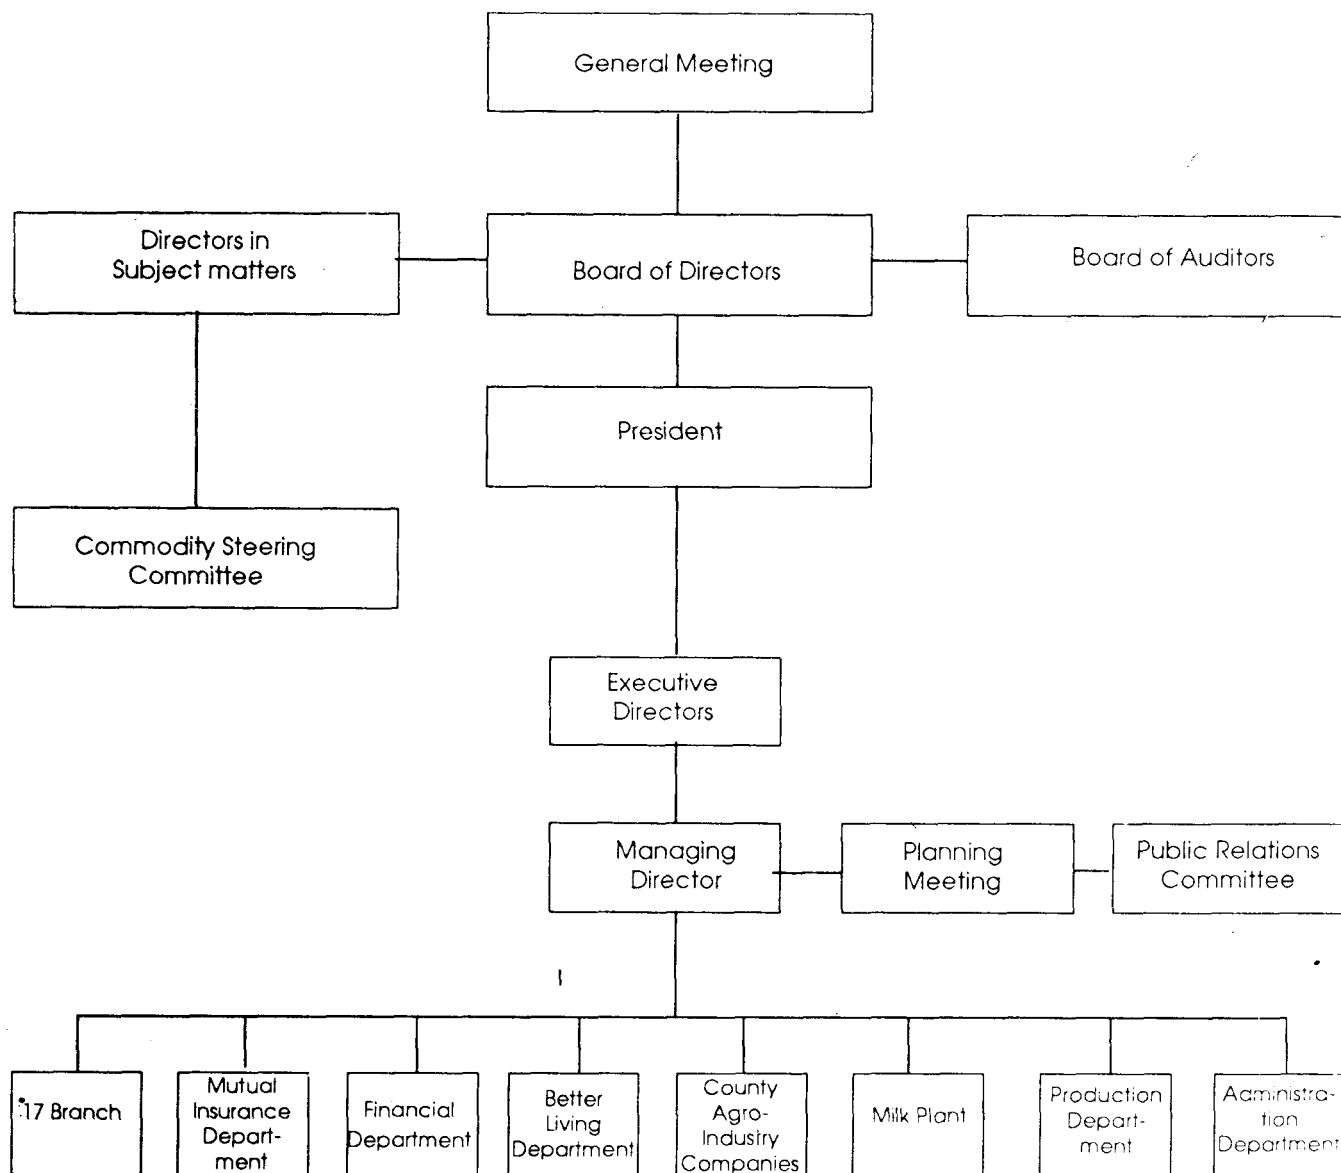 General Meeting
Directors in
Subject matters
Board of Directors
Board of Auditors
President
Commodity Steering
Committee
Executive
Directors
Managing
Director
Planning
Meeting
Public Relations
Committee
17 Branch
Mutual
Insurance
Depart-
ment
Financial
Department
Better
Living
Department
County
Agro-
Industry
Companies
Milk Plant
Production
Depart-
ment
Administra-
tion
Department